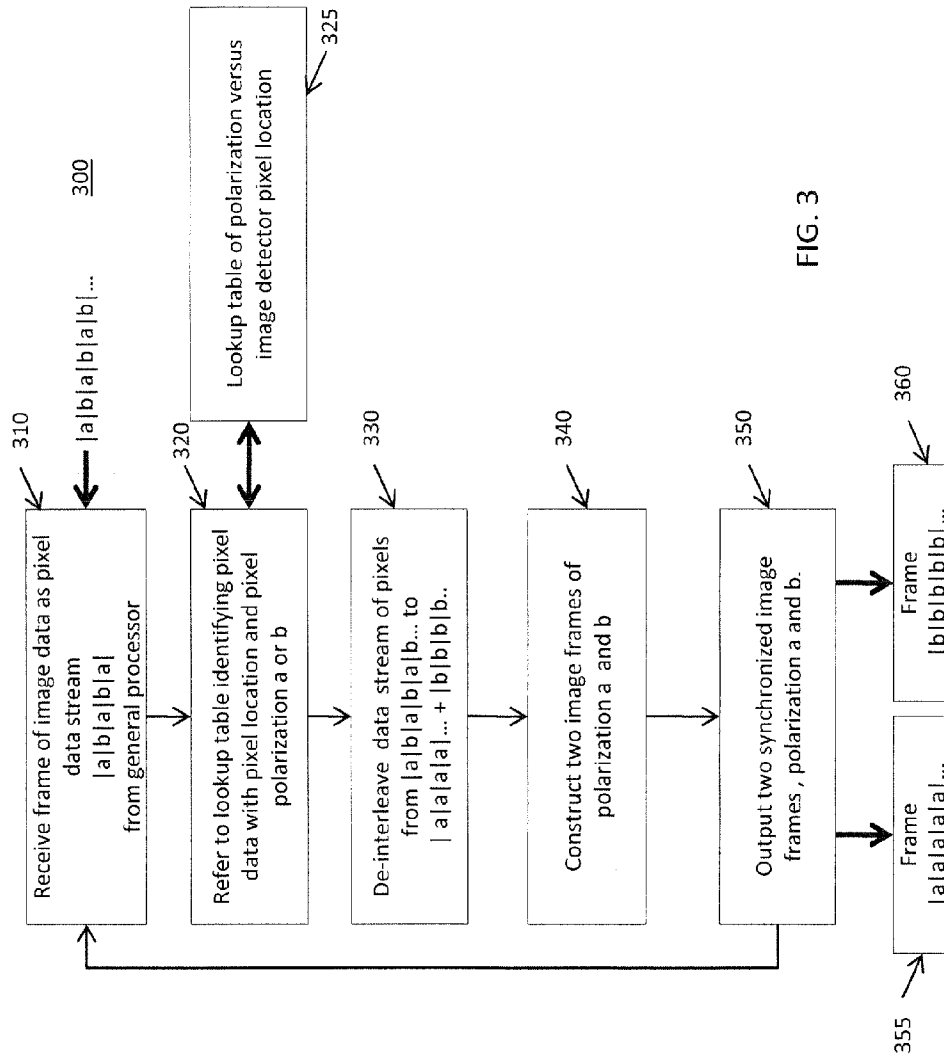 300
310
Receive frame of image data as pixel
data stream
|a|b|a|b|a|
from general processor
|a|b|a|b|a|b|...
320
Refer to lookup table identifying pixel
data with pixel location and pixel
polarization a or b
Lookup table of polarization versus
image detector pixel location
325
330
De-interleave data stream of pixels
from |a|b|a|b|a|b... to
| a|a|a|a|... + |b|b|b|b..
340
Construct two image frames of
polarization a and b
350
Output two synchronized image
frames , polarization a and b.
355
Frame
|a|a|a|a|a|a|...
360
Frame
|b|b|b|b|b|b|...
FIG. 3